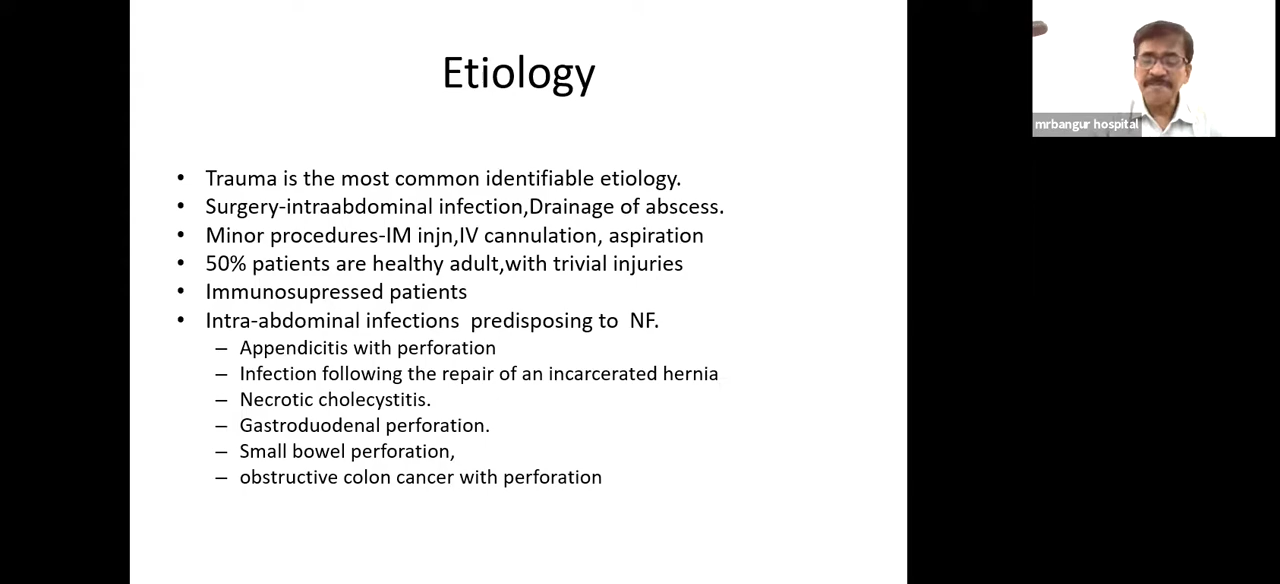 Etiology
mrbangur hospital
• Trauma is the most common identifiable etiology.
• Surgery-intraabdominal infection,Drainage of abscess.
• Minor procedures-IM injn,IV cannulation, aspiration
• 50% patients are healthy adult,with trivial injuries
• Immunosupressed patients
• Intra-abdominal infections predisposing to NF.
– Appendicitis with perforation
– Infection following the repair of an incarcerated hernia
– Necrotic cholecystitis.
– Gastroduodenal perforation.
– Small bowel perforation,
– obstructive colon cancer with perforation